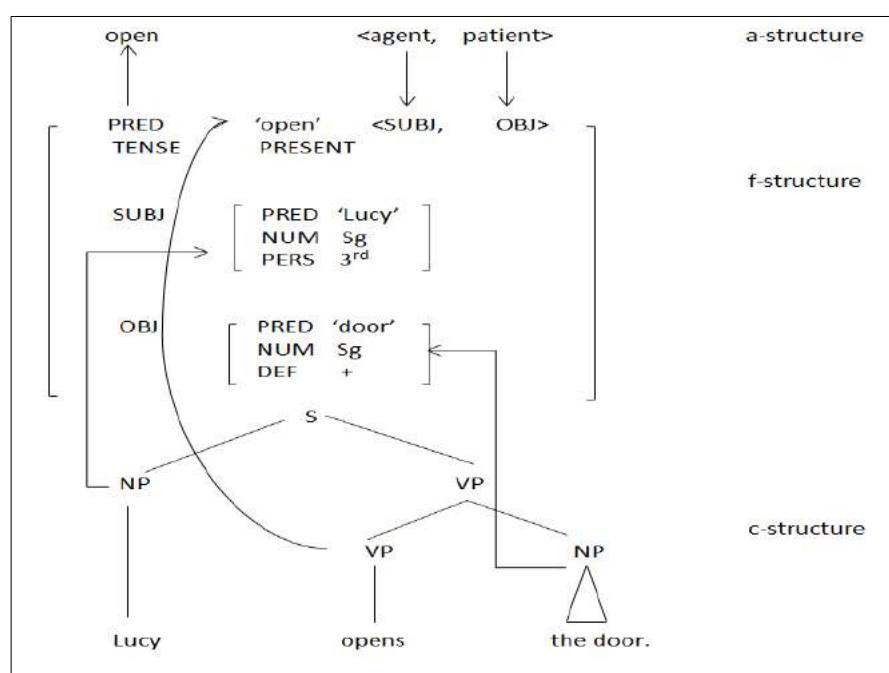 open <agent, patient> a-structure
PRED 'open' <SUBJ, OBJ>
TENSE PRESENT
f-structure
SUBJ PRED 'Lucy'
NUM Sg
PERS 3rd
OBJ PRED 'door'
NUM Sg
DEF +
S
NP VP
c-structure
VP NP
Lucy opens the door.